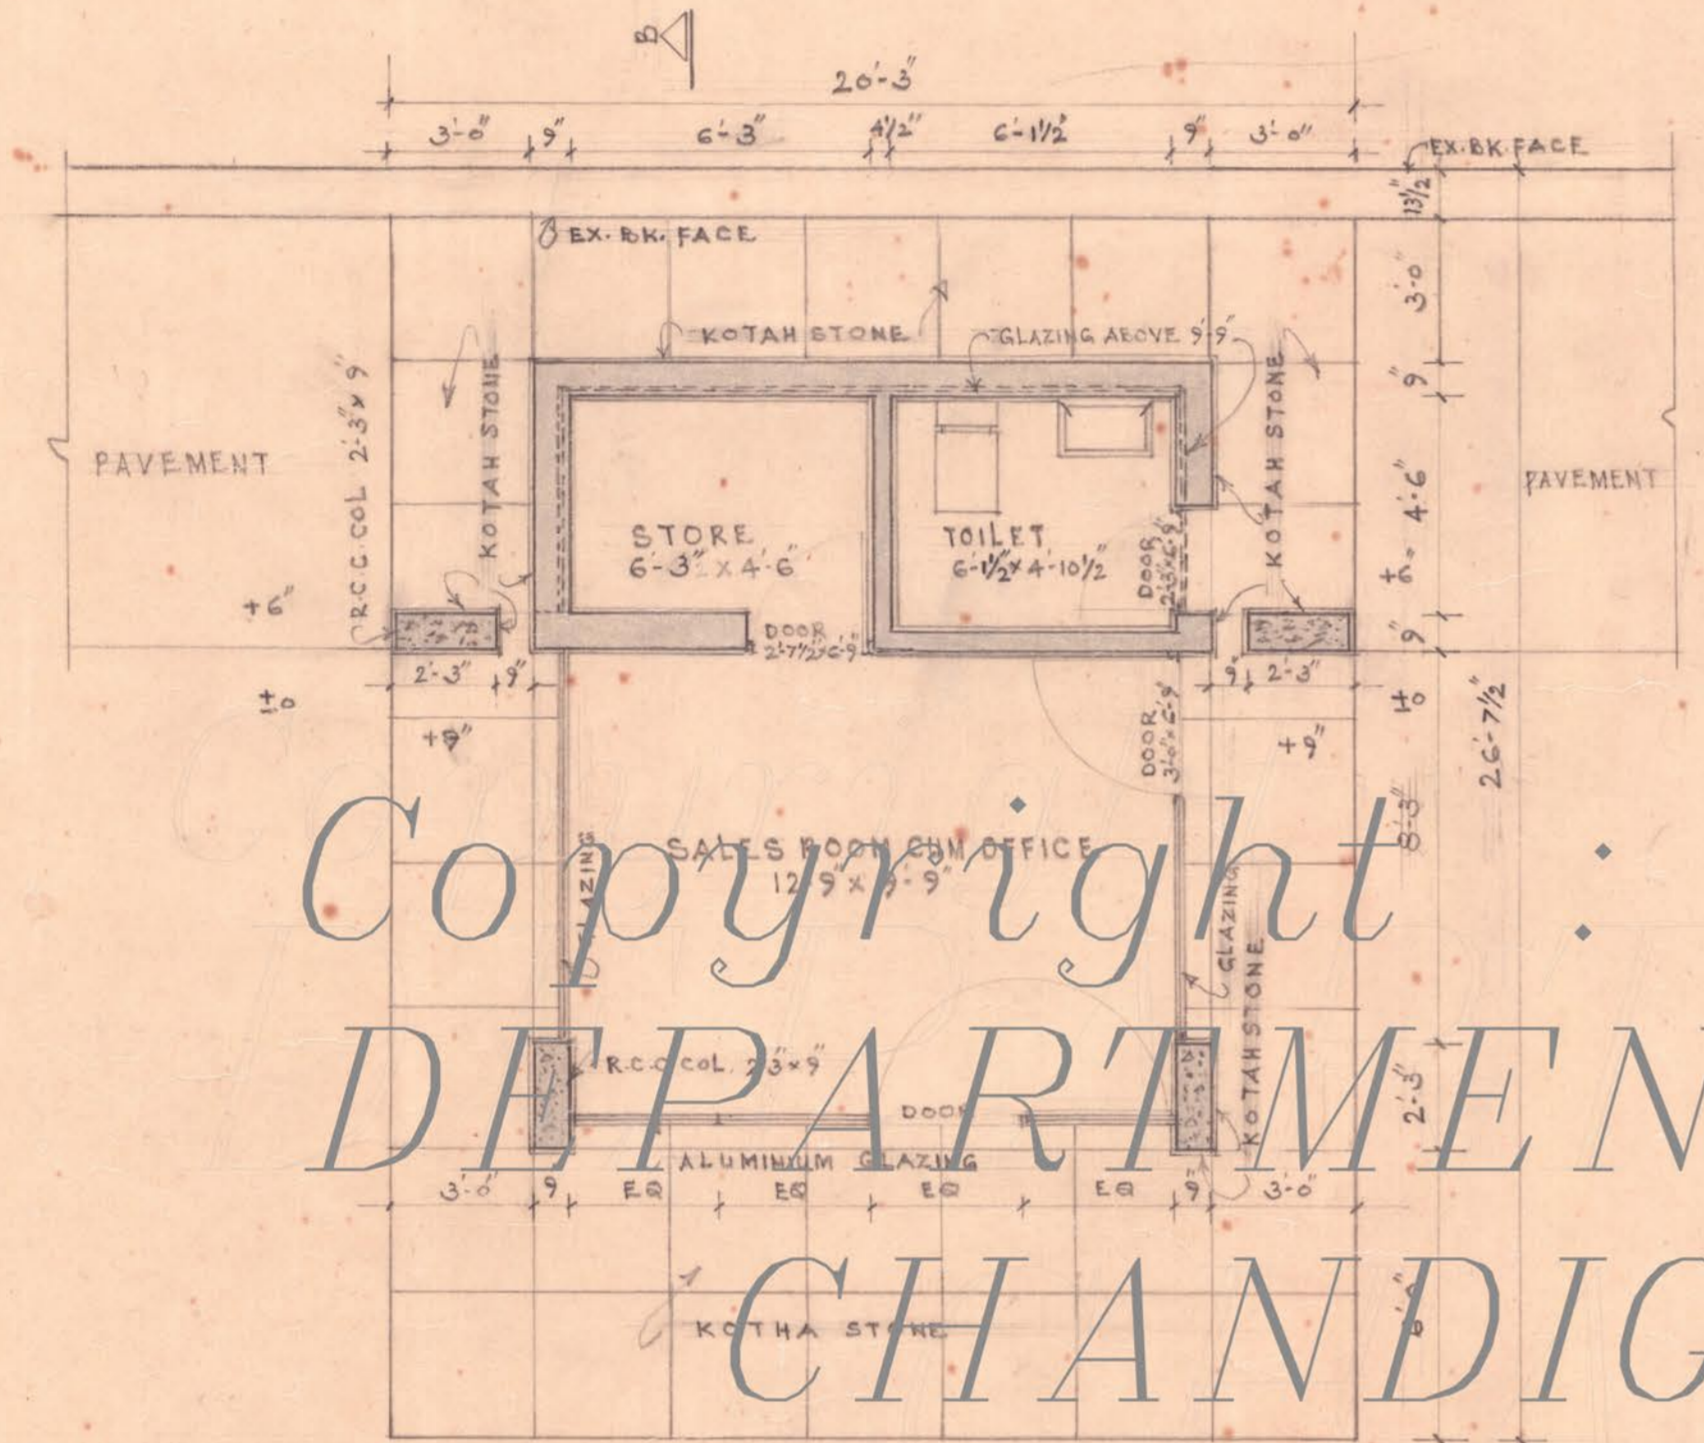 B
20'-3"
3'-0" 9" 6'-3" 4½" 6'-1½" 9" 3'-0"
EX. BK. FACE
13½"
EX. BK. FACE
3'-0"
KOTAH STONE
GLAZING ABOVE 9'-9"
9"
R.C.C. COL 2'-3" x 9"
KOTAH STONE
KOTAH STONE
PAVEMENT
4'-6"
PAVEMENT
STORE
6'-3" x 4'-6"
TOILET
6'-1½" x 4'-10½"
DOOR
2'-3" x 6'-9"
+6"
+6"
DOOR
2'-7½" x 6'-9"
9"
2'-3" 9"
9" 2'-3"
±0
±0
+9"
+9"
DOOR
3'-0" x 6'-9"
26'-7½"
8'-3"
Copyright :
SALES ROOM CUM OFFICE
12'-9" x 9'-9"
GLAZING
GLAZING
KOTAH STONE
DEPARTMEN
R.C.C COL. 2'-3" x 9"
2'-3"
DOOR
ALUMINIUM GLAZING
3'-0" 9 EQ EQ EQ EQ 9" 3'-0"
CHANDIG
KOTHA STONE